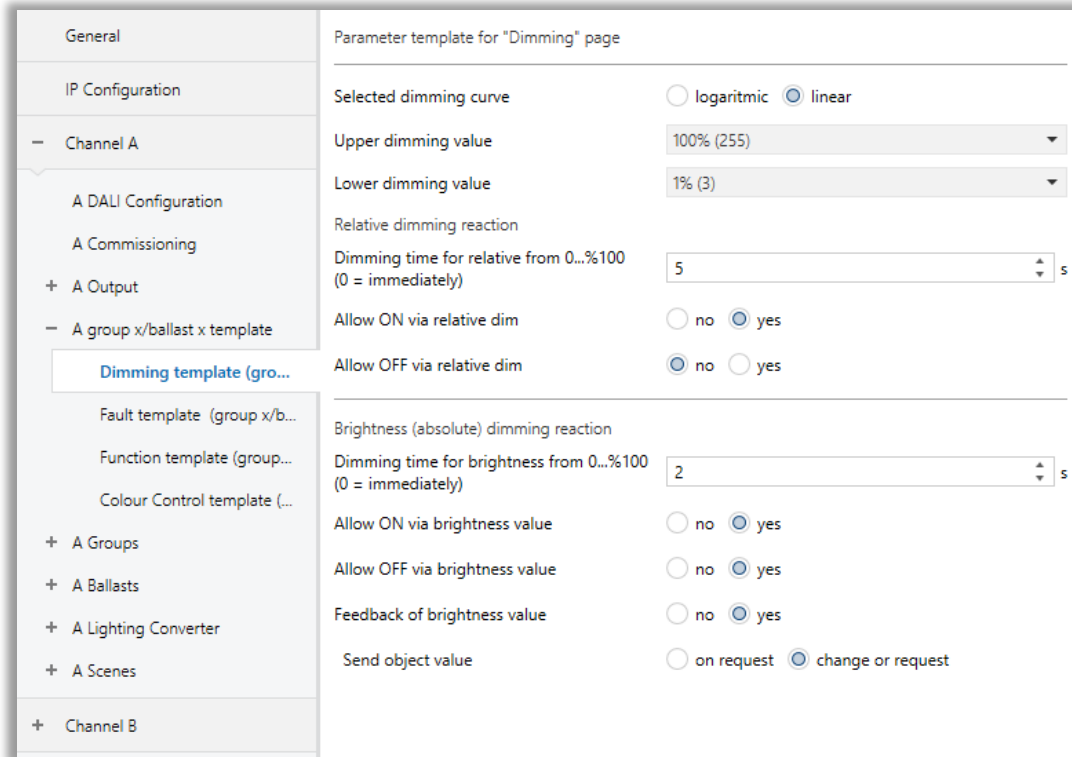 General
IP Configuration
Channel A
A DALI Configuration
A Commissioning
A Output
A group x/ballast x template
Dimming template (gro...
Fault template (group x/b...
Function template (group...
Colour Control template (...
A Groups
A Ballasts
A Lighting Converter
A Scenes
Channel B
Parameter template for "Dimming" page
Selected dimming curve logaritmic linear
Upper dimming value 100% (255)
Lower dimming value 1% (3)
Relative dimming reaction
Dimming time for relative from 0...%100
(0 = immediately) 5 s
Allow ON via relative dim no yes
Allow OFF via relative dim no yes
Brightness (absolute) dimming reaction
Dimming time for brightness from 0...%100
(0 = immediately) 2 s
Allow ON via brightness value no yes
Allow OFF via brightness value no yes
Feedback of brightness value no yes
Send object value on request change or request